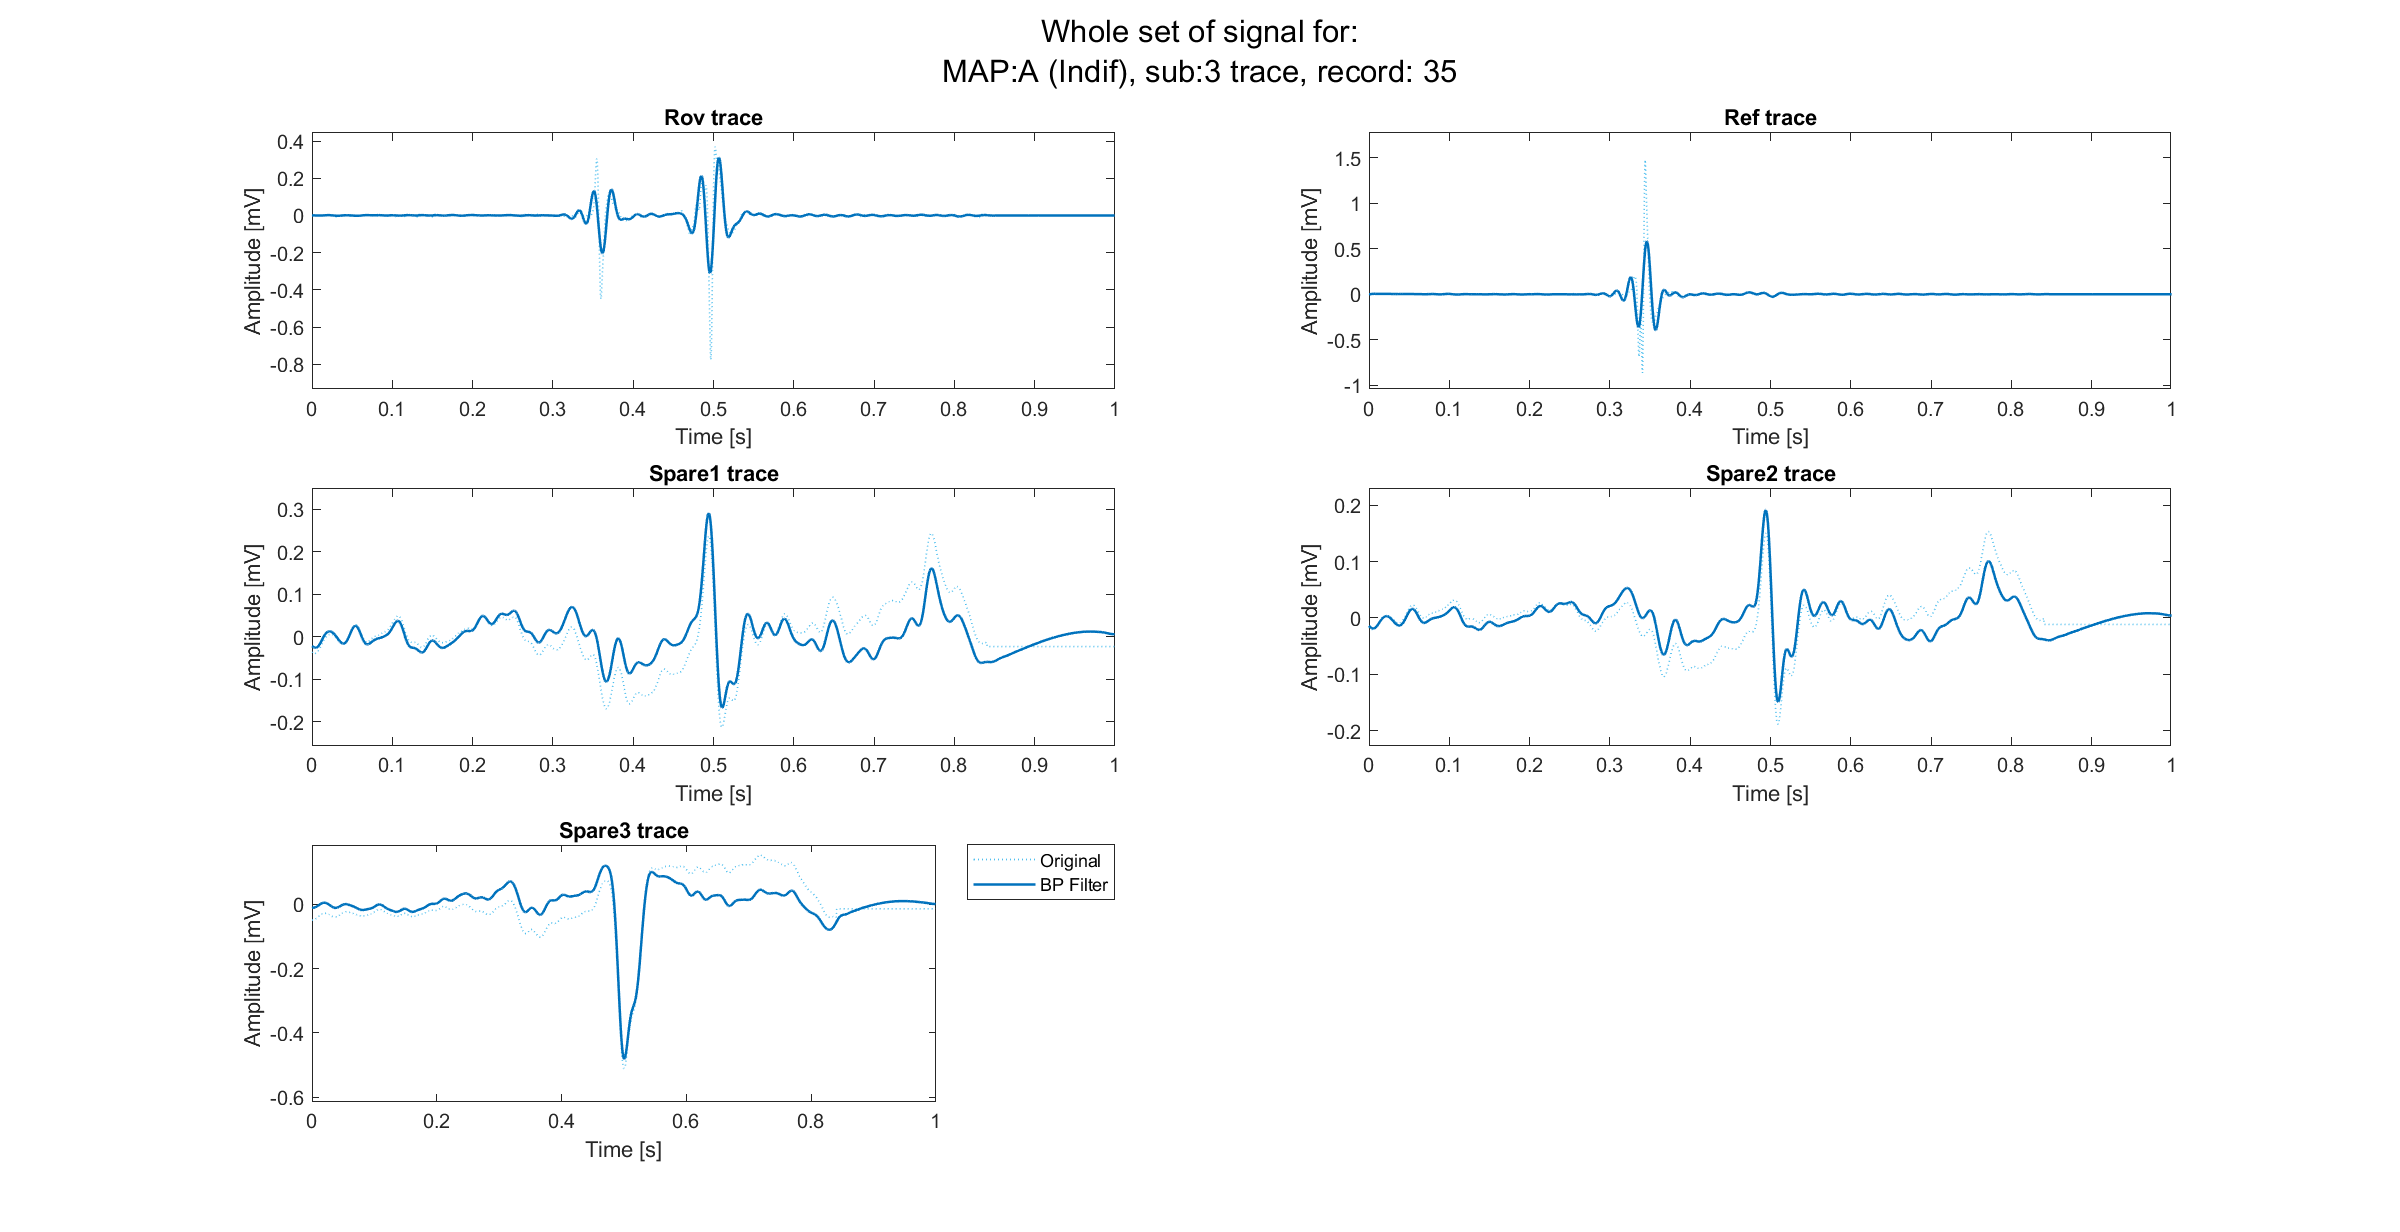 Whole set of signal for:
MAP:A (Indif), sub:3 trace, record: 35
Rov trace
0.4
0.2
0
-0.2
-0.4
-0.6
-0.8
Amplitude [mV]
0 0.1 0.2 0.3 0.4 0.5 0.6 0.7 0.8 0.9 1
Time [s]
Ref trace
1.5
1
0.5
0
-0.5
-1
Amplitude [mV]
0 0.1 0.2 0.3 0.4 0.5 0.6 0.7 0.8 0.9 1
Time [s]
Spare1 trace
0.3
0.2
0.1
0
-0.1
-0.2
Amplitude [mV]
0 0.1 0.2 0.3 0.4 0.5 0.6 0.7 0.8 0.9 1
Time [s]
Spare2 trace
0.2
0.1
0
-0.1
-0.2
Amplitude [mV]
0 0.1 0.2 0.3 0.4 0.5 0.6 0.7 0.8 0.9 1
Time [s]
Spare3 trace
0
-0.2
-0.4
-0.6
Amplitude [mV]
0 0.2 0.4 0.6 0.8 1
Time [s]
Original
BP Filter